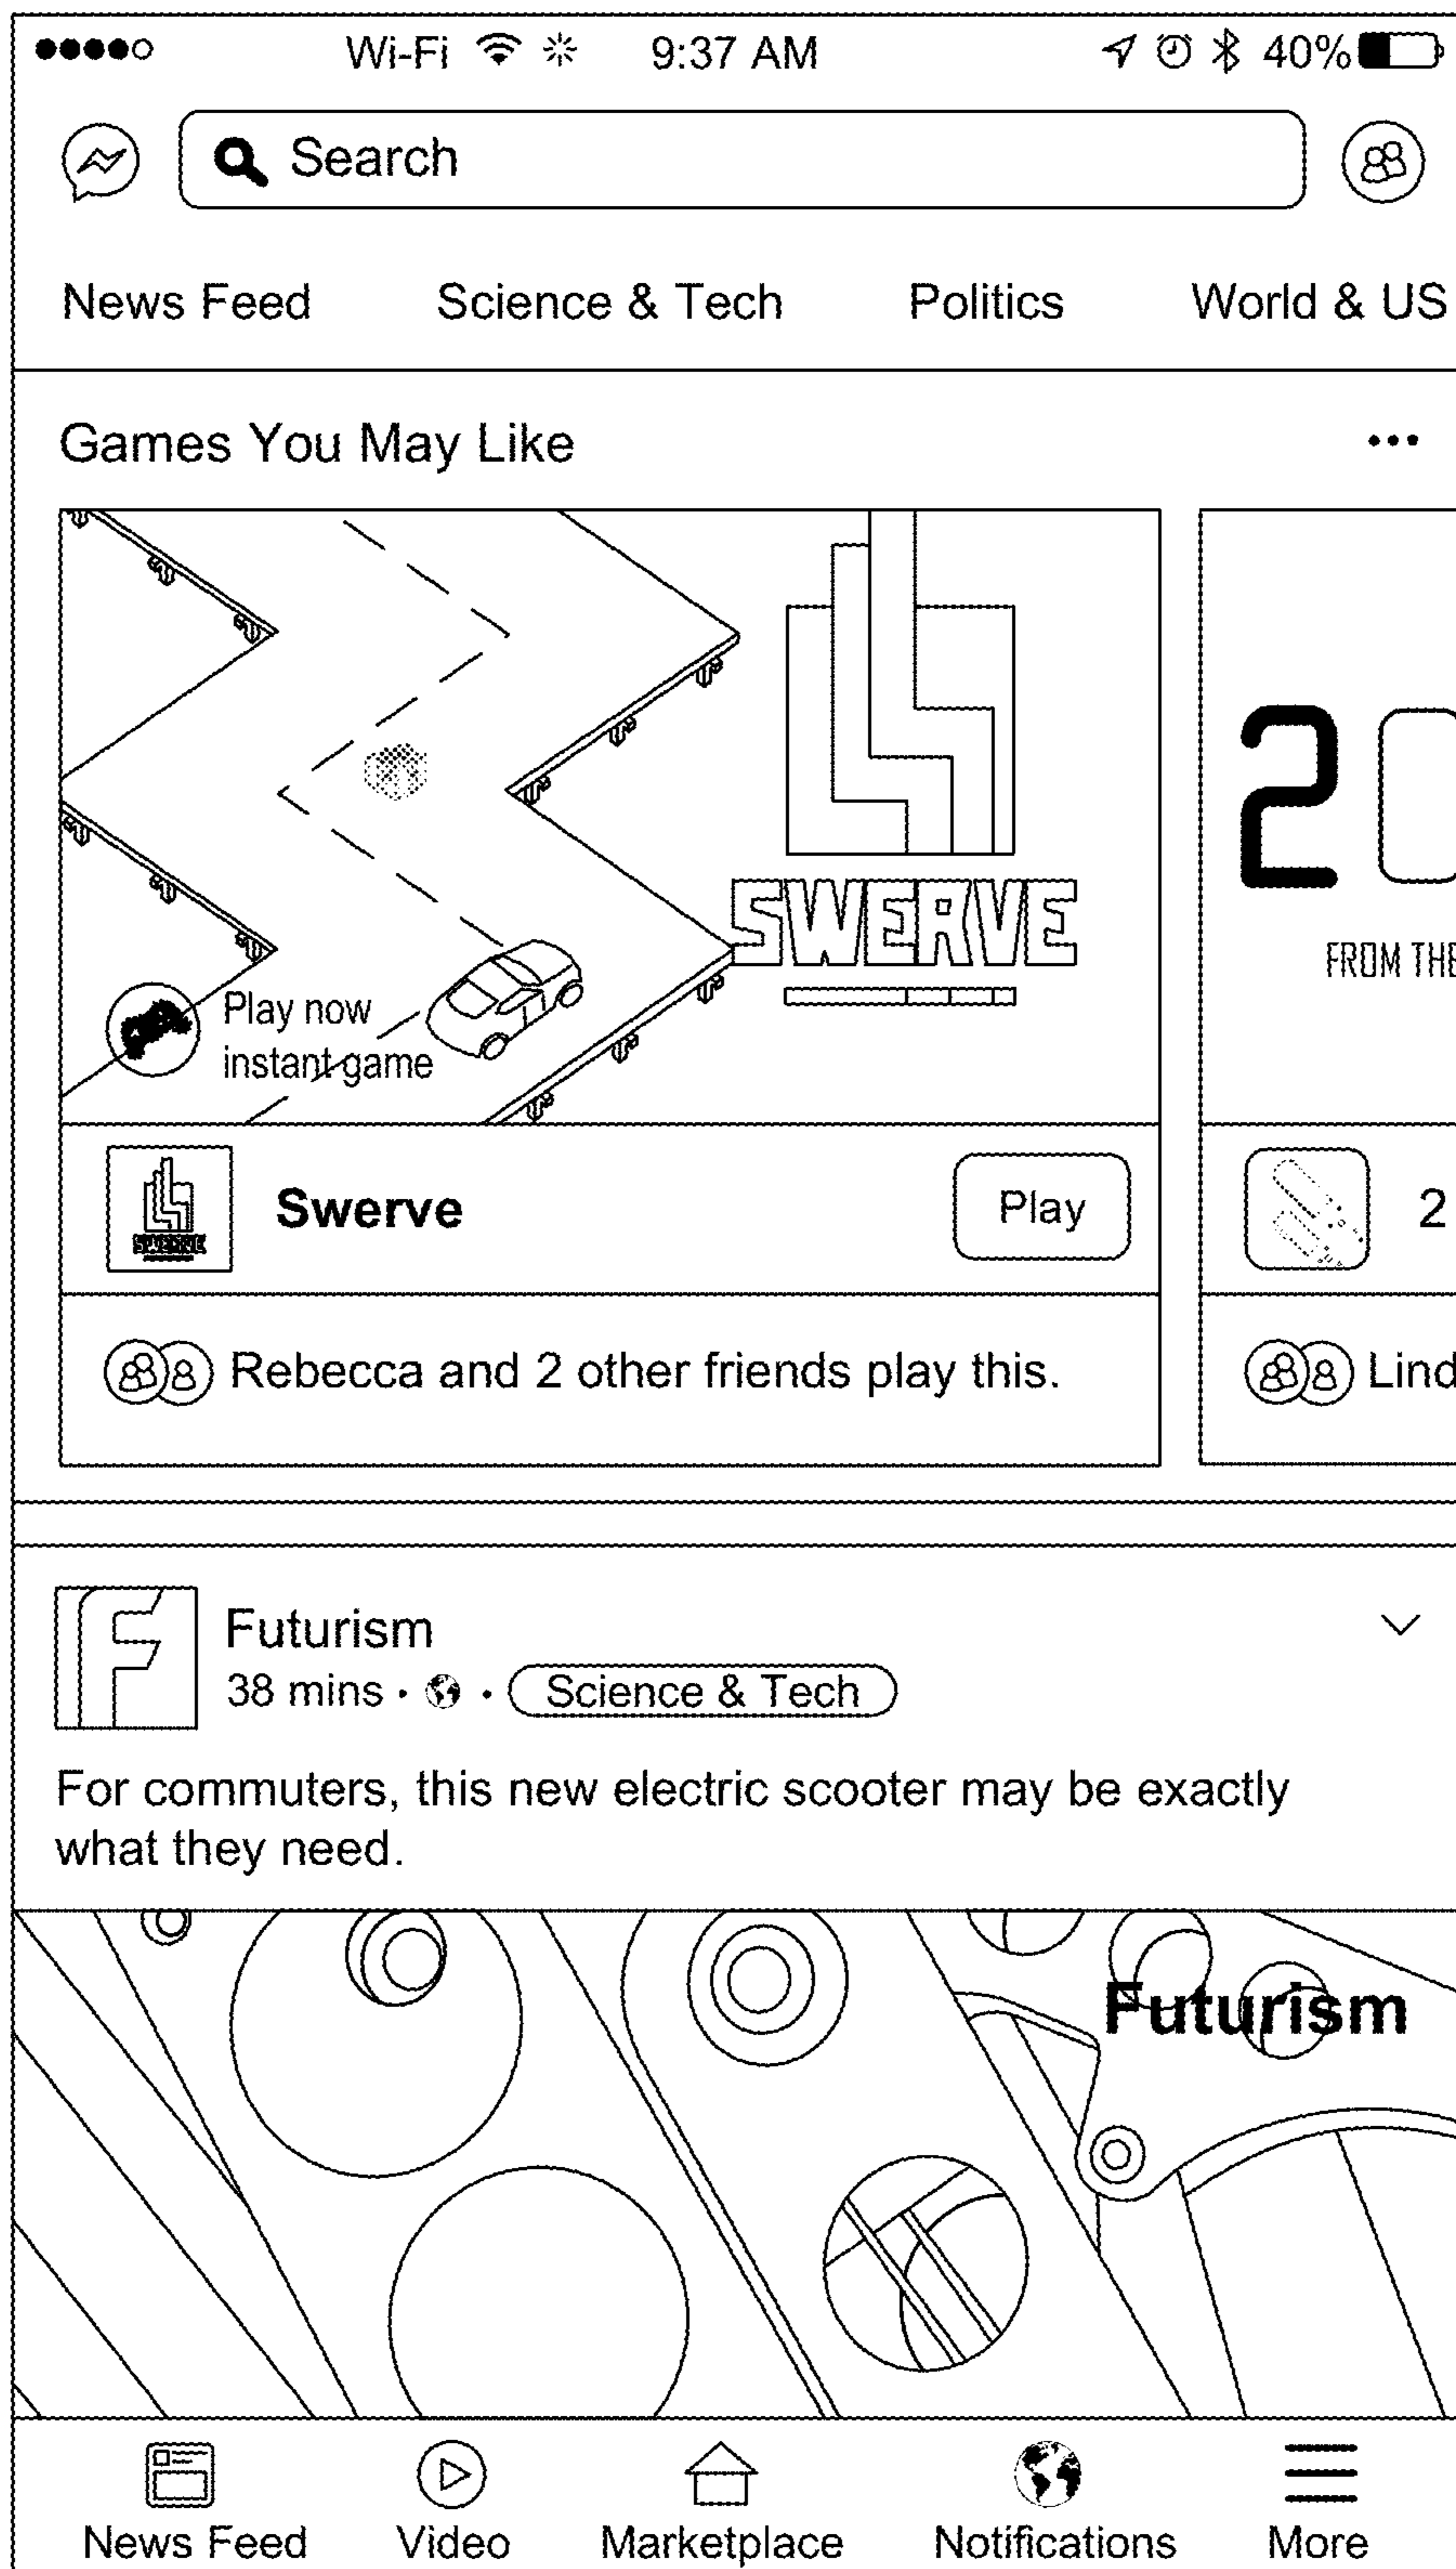 Wi-Fi 9:37 AM 40%
Search
News Feed Science & Tech Politics World & US
Games You May Like
SWERVE
2
FROM THE
Play now
instant game
SWERVE
Swerve Play 2
Rebecca and 2 other friends play this. Lind
Futurism
38 mins · · Science & Tech
For commuters, this new electric scooter may be exactly
what they need.
Futurism
News Feed Video Marketplace Notifications More